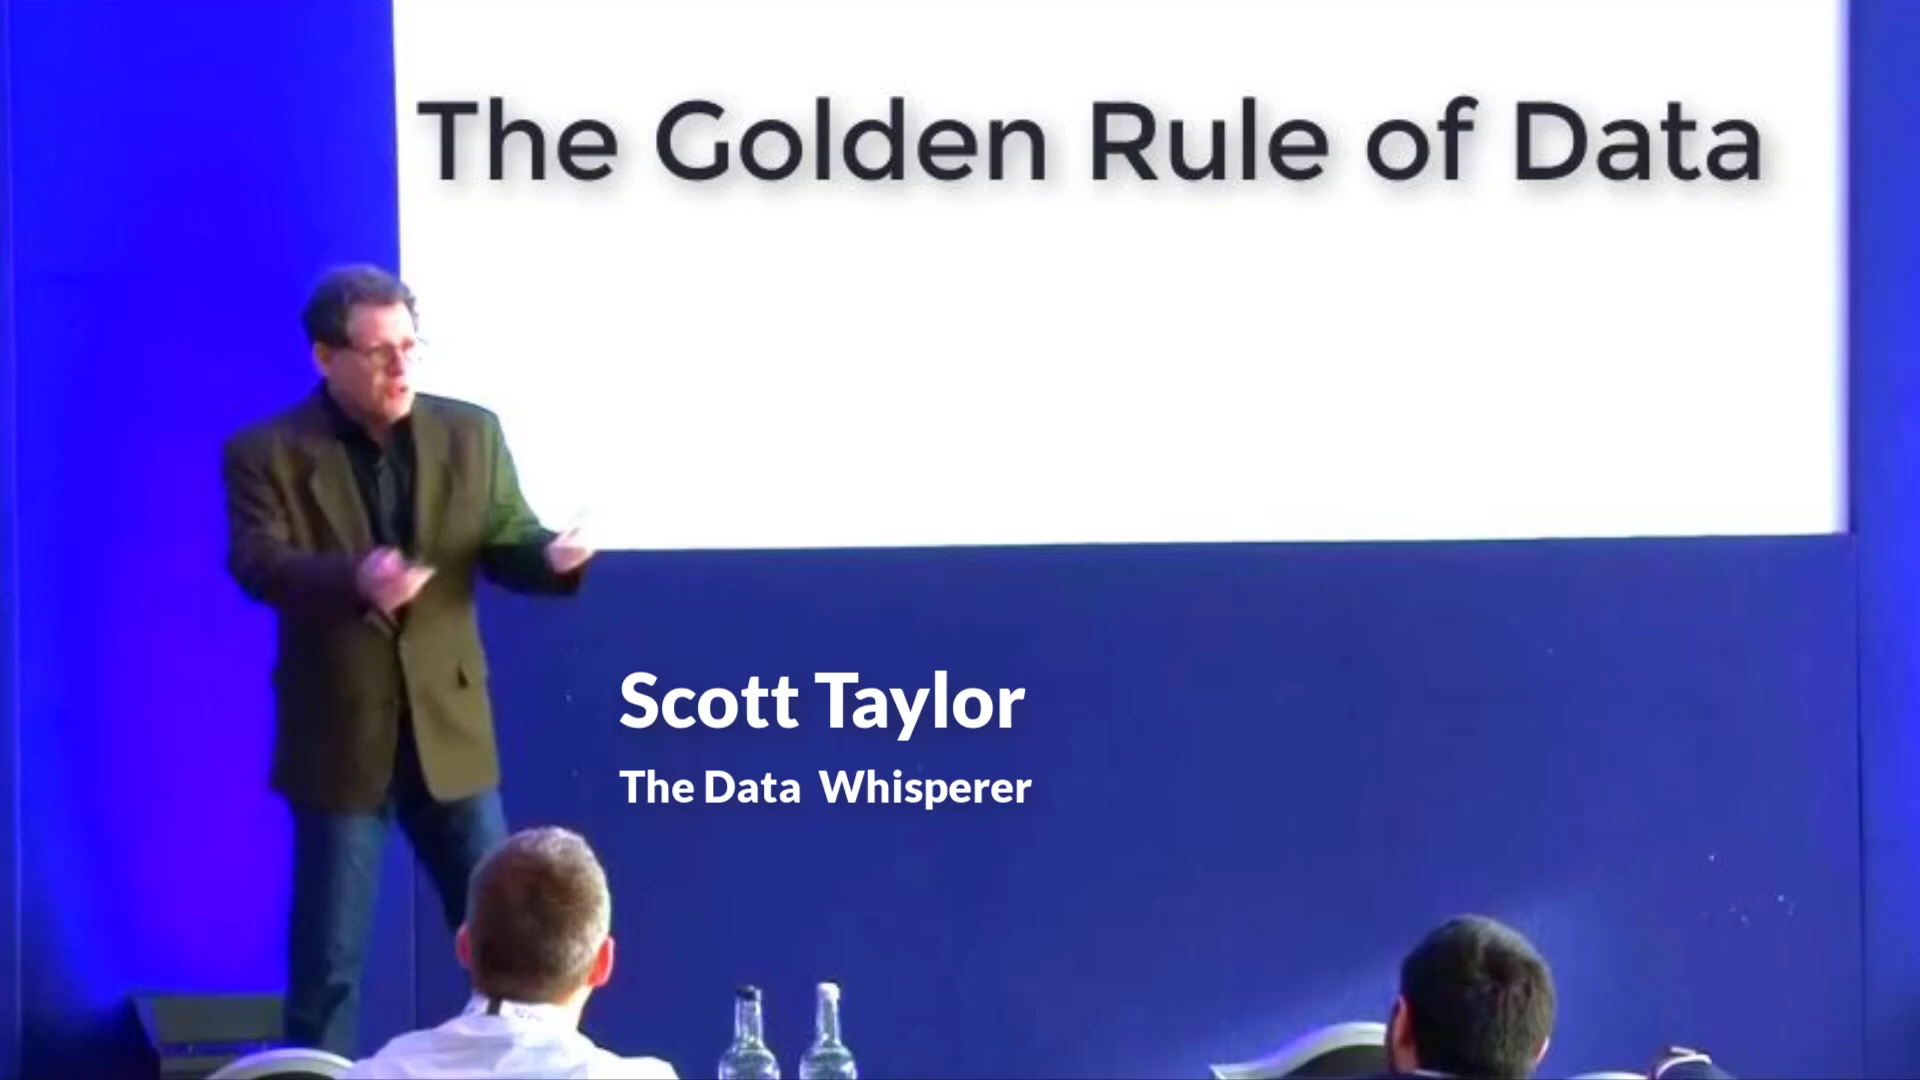 The Golden Rule of Data
Scott Taylor
The Data Whisperer